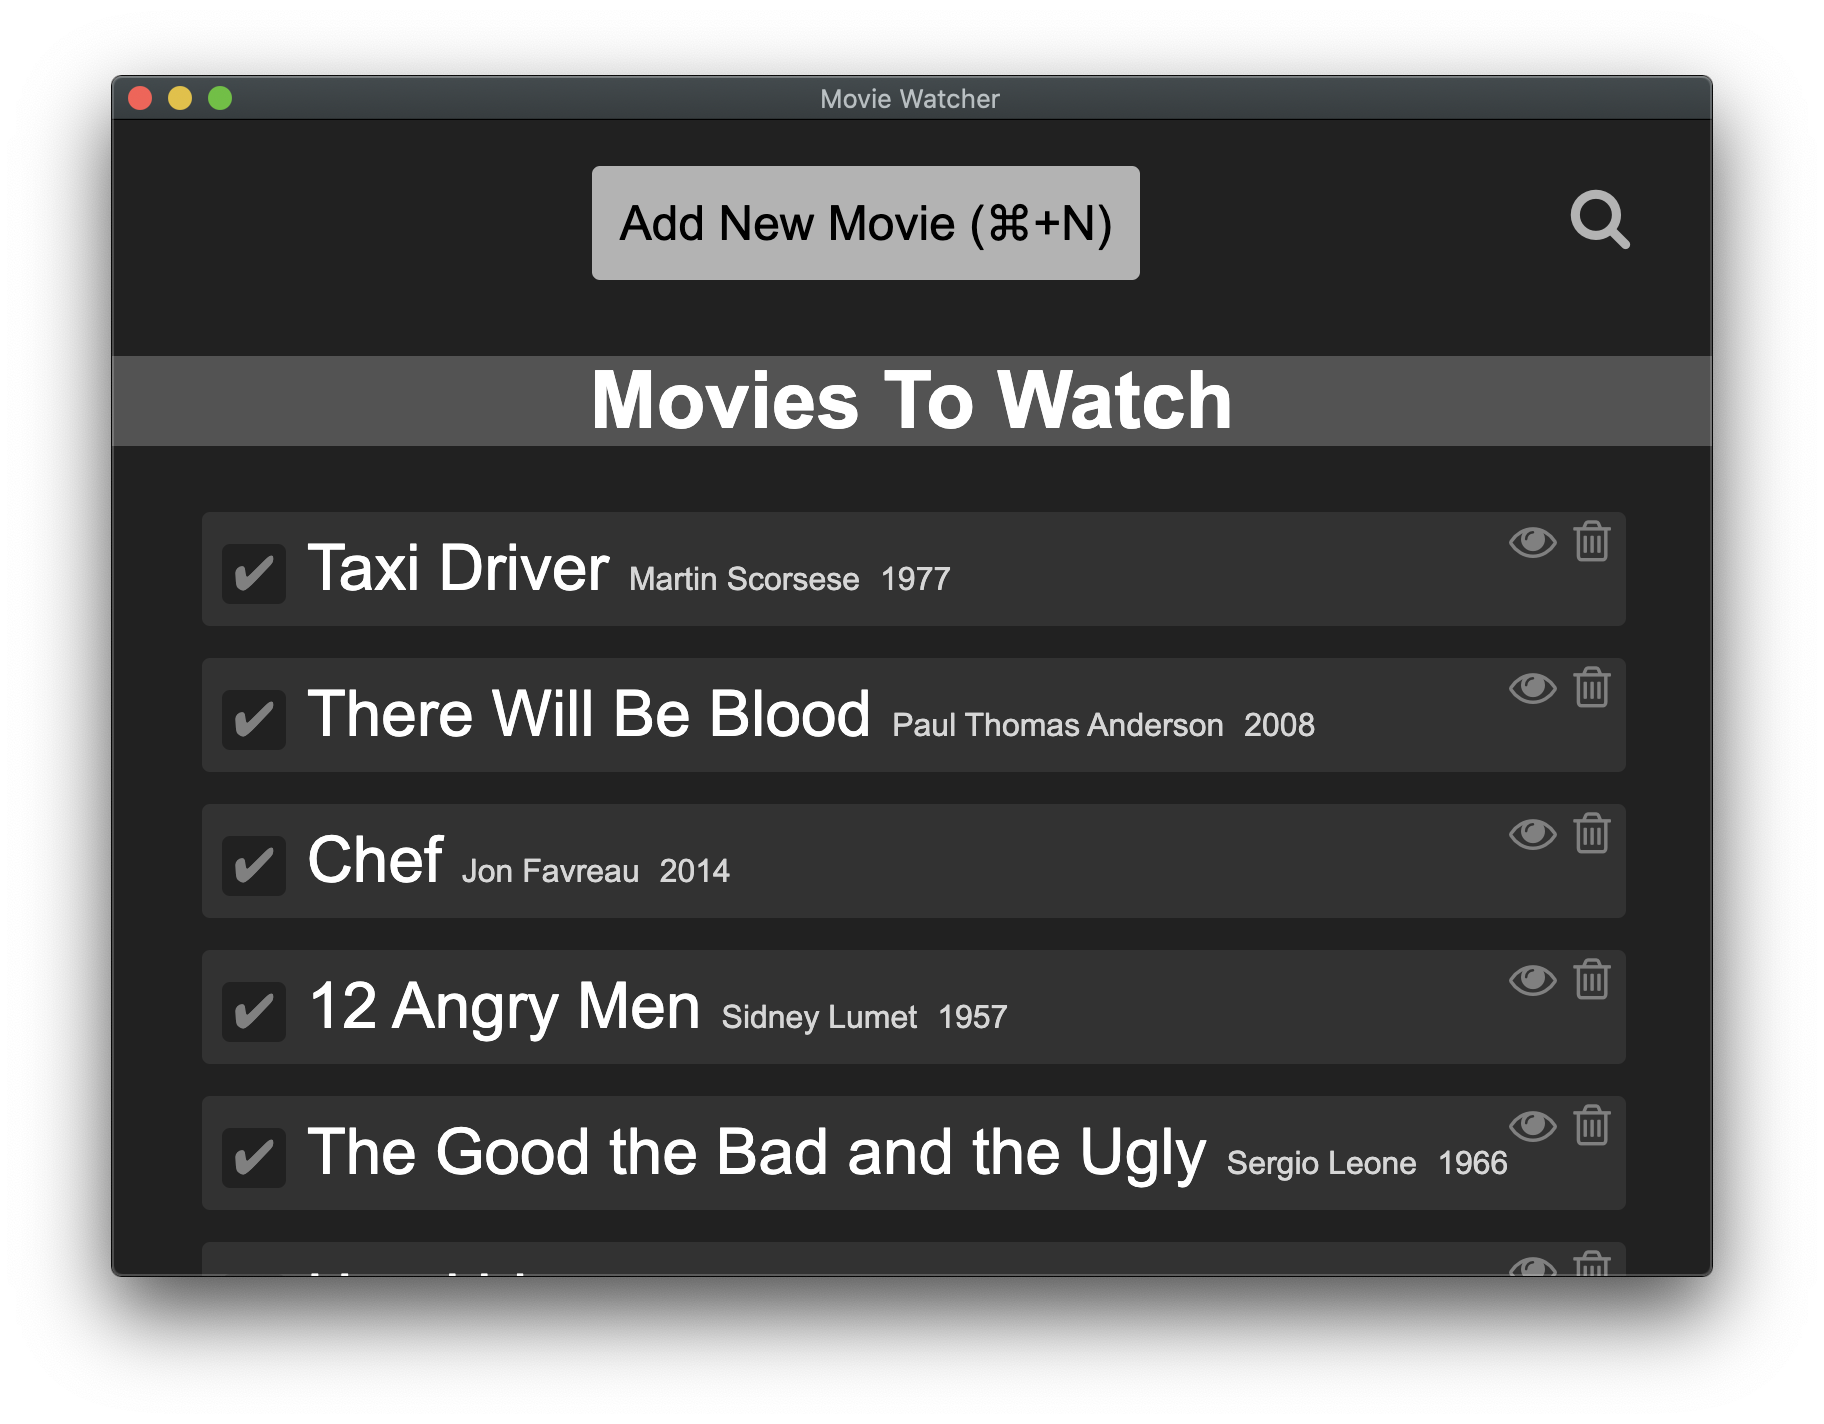 Movie Watcher
Add New Movie (⌘+N)
Movies To Watch
✔ Taxi Driver Martin Scorsese 1977
✔ There Will Be Blood Paul Thomas Anderson 2008
✔ Chef Jon Favreau 2014
✔ 12 Angry Men Sidney Lumet 1957
✔ The Good the Bad and the Ugly Sergio Leone 1966